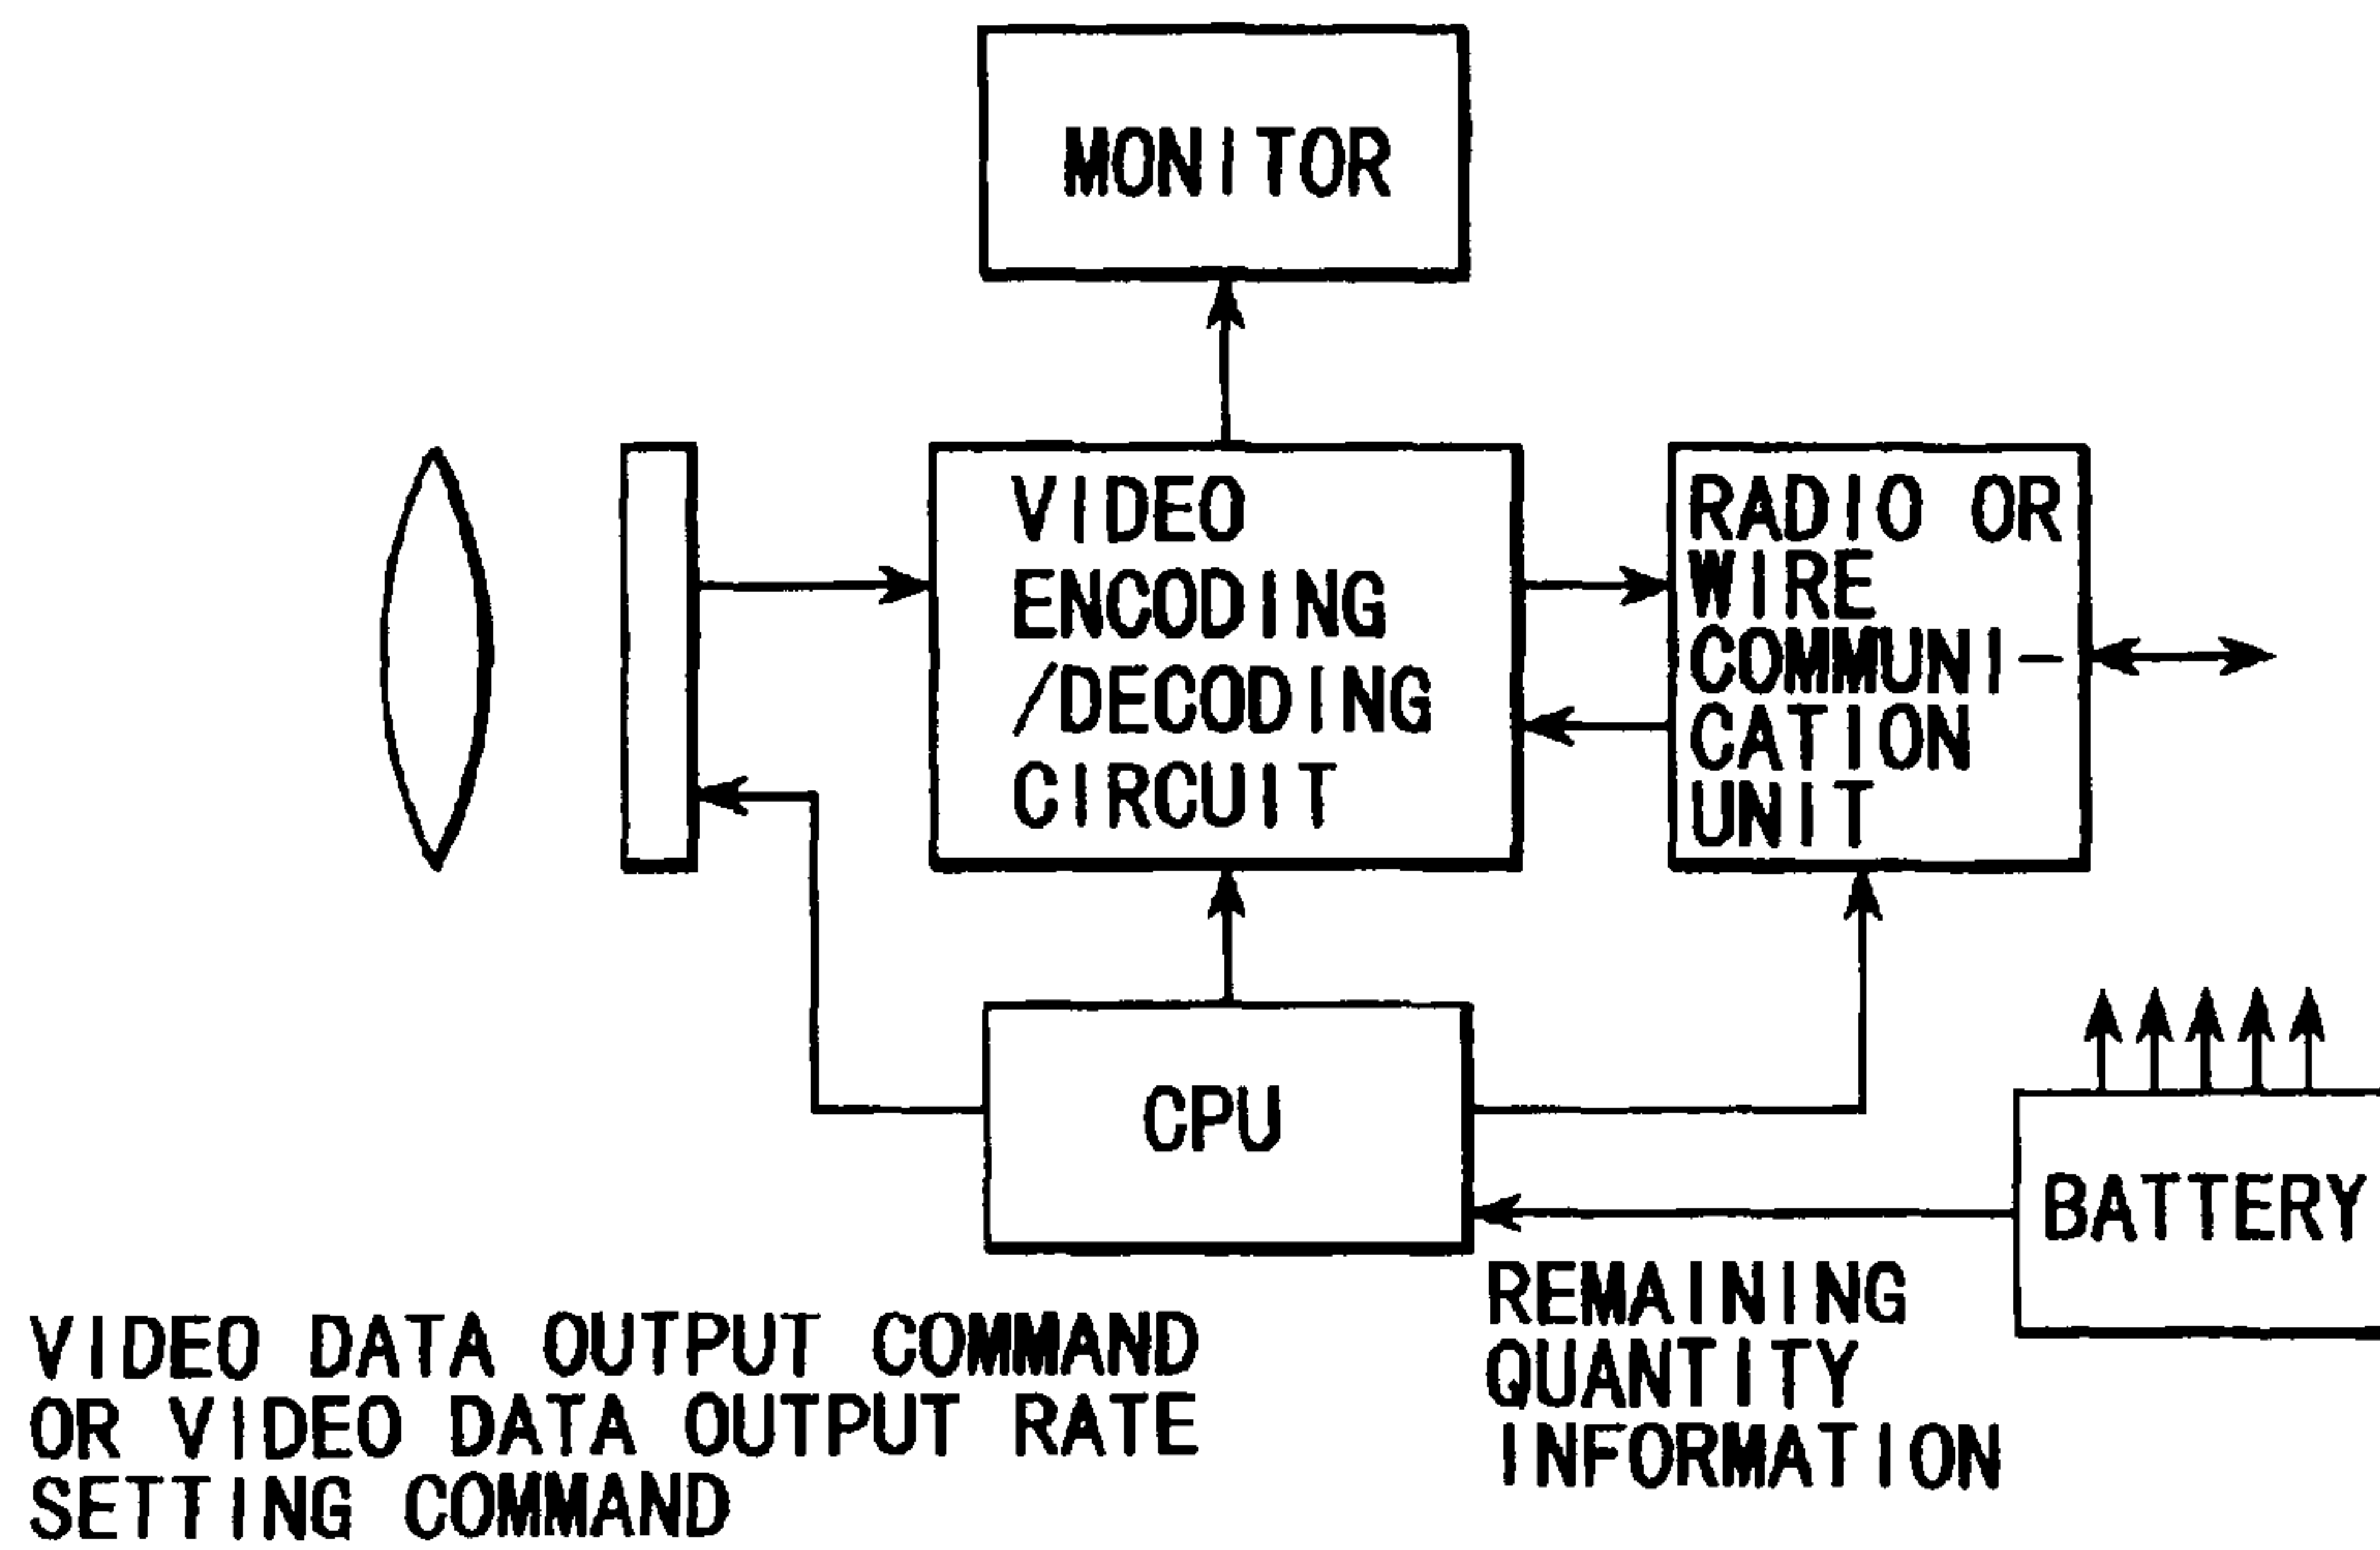 MONITOR
VIDEO
ENCODING
/DECODING
CIRCUIT
RADIO OR
WIRE
COMMUNI-
CATION
UNIT
CPU
BATTERY
REMAINING
QUANTITY
INFORMATION
VIDEO DATA OUTPUT COMMAND
OR VIDEO DATA OUTPUT RATE
SETTING COMMAND